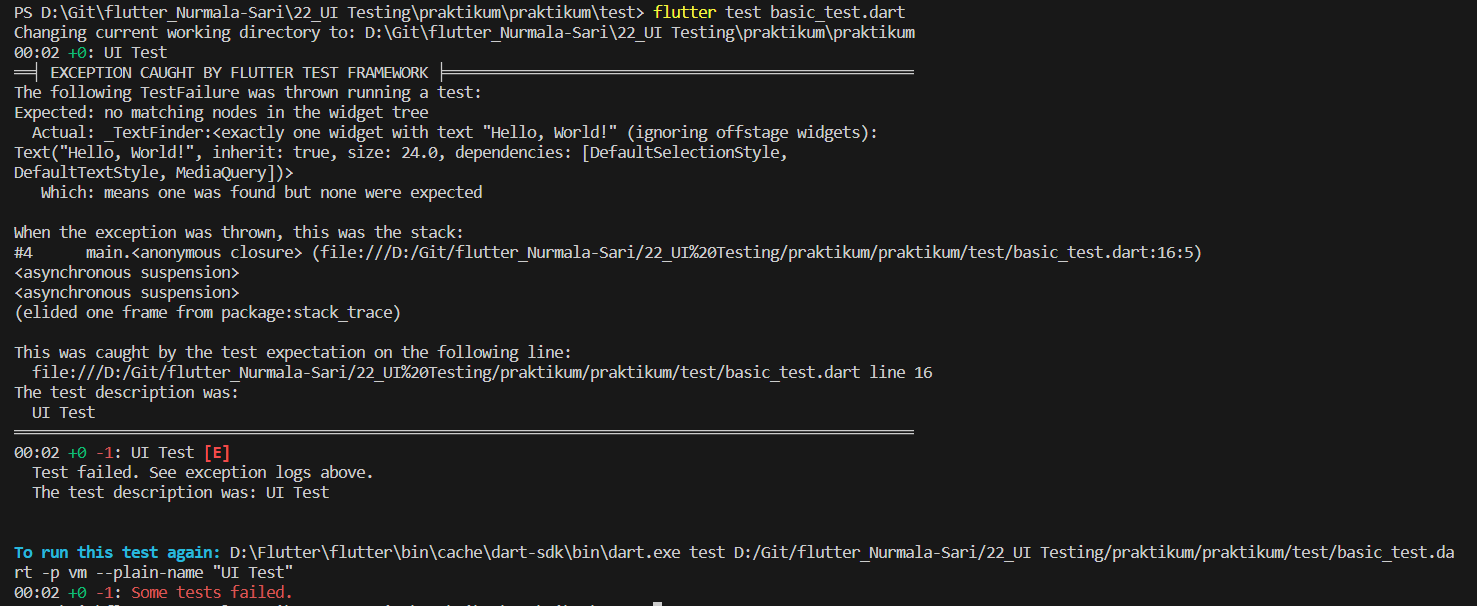 PS D:\Git\flutter_Nurmala-Sari\22_UI Testing\praktikum\praktikum\test> flutter test basic_test.dart
Changing current working directory to: D:\Git\flutter_Nurmala-Sari\22_UI Testing\praktikum\praktikum
00:02 +0: UI Test
══╡ EXCEPTION CAUGHT BY FLUTTER TEST FRAMEWORK ╞════════════════════════════════════════════════════
The following TestFailure was thrown running a test:
Expected: no matching nodes in the widget tree
  Actual: _TextFinder:<exactly one widget with text "Hello, World!" (ignoring offstage widgets):
Text("Hello, World!", inherit: true, size: 24.0, dependencies: [DefaultSelectionStyle,
DefaultTextStyle, MediaQuery])>
   Which: means one was found but none were expected

When the exception was thrown, this was the stack:
#4      main.<anonymous closure> (file:///D:/Git/flutter_Nurmala-Sari/22_UI%20Testing/praktikum/praktikum/test/basic_test.dart:16:5)
<asynchronous suspension>
<asynchronous suspension>
(elided one frame from package:stack_trace)

This was caught by the test expectation on the following line:
  file:///D:/Git/flutter_Nurmala-Sari/22_UI%20Testing/praktikum/praktikum/test/basic_test.dart line 16
The test description was:
  UI Test
════════════════════════════════════════════════════════════════════════════════════════════════════
00:02 +0 -1: UI Test [E]
  Test failed. See exception logs above.
  The test description was: UI Test

To run this test again: D:\Flutter\flutter\bin\cache\dart-sdk\bin\dart.exe test D:/Git/flutter_Nurmala-Sari/22_UI Testing/praktikum/praktikum/test/basic_test.da
rt -p vm --plain-name "UI Test"
00:02 +0 -1: Some tests failed.